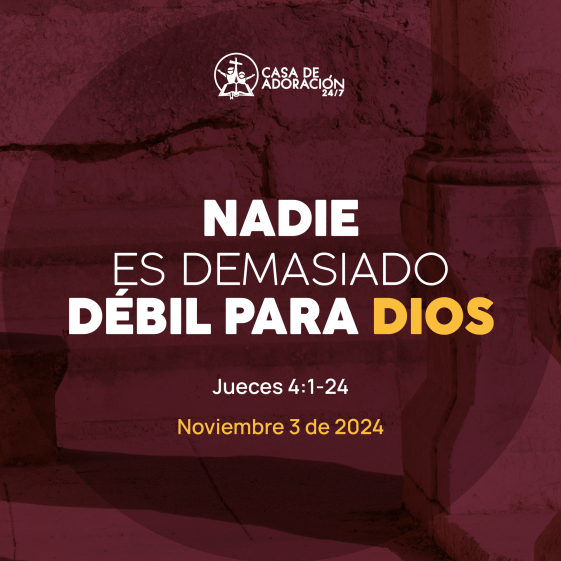 CASA DE
ADORACIÓN
24/7
NADIE
ES DEMASIADO
DÉBIL PARA DIOS
Jueces 4:1-24
Noviembre 3 de 2024